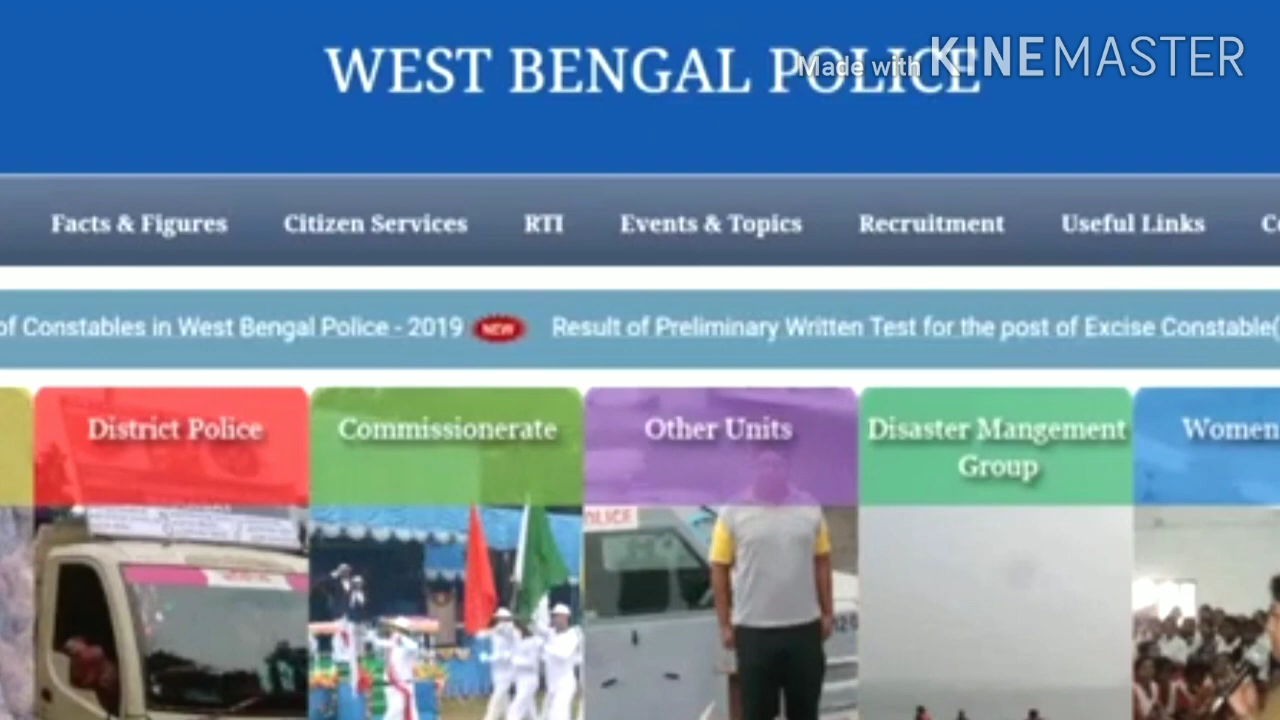 WEST BENGAL POLICE
Made with KINEMASTER
Facts & Figures Citizen Services RTI Events & Topics Recruitment Useful Links
of Constables in West Bengal Police - 2019 NEW Result of Preliminary Written Test for the post of Excise Constable(
District Police Commissionerate Other Units Disaster Mangement Women
Group